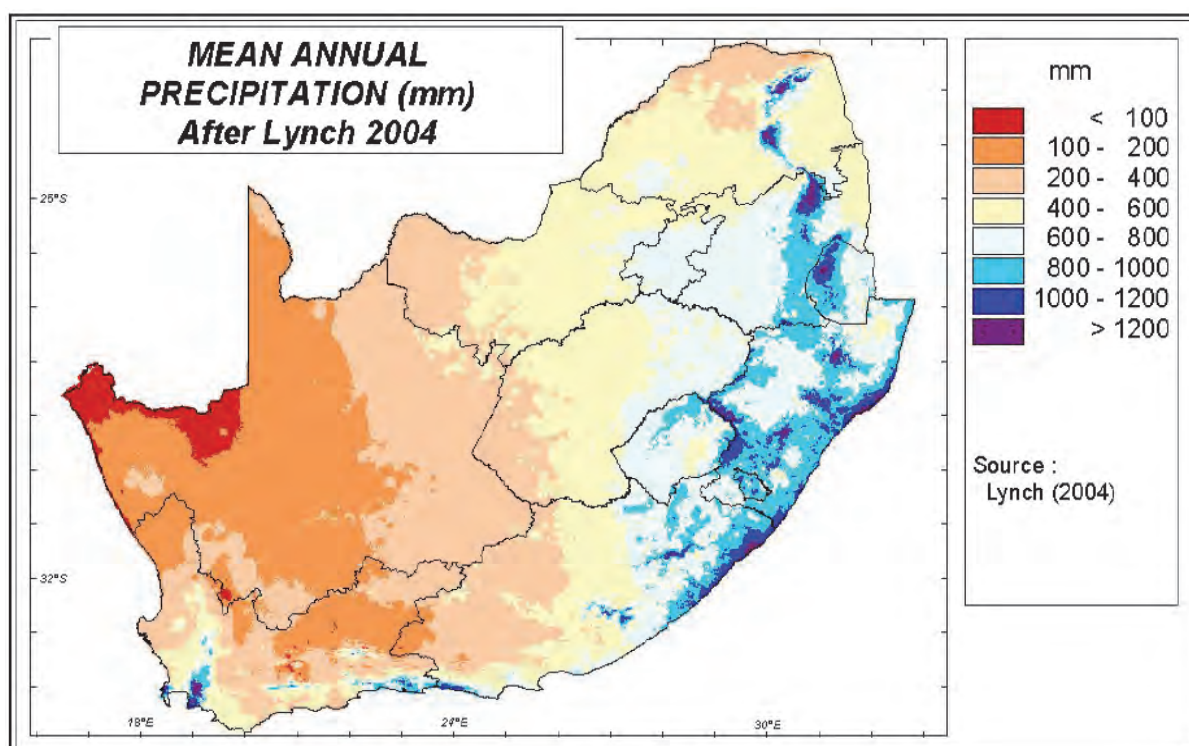 MEAN ANNUAL
PRECIPITATION (mm)
After Lynch 2004
mm
< 100
100 - 200
200 - 400
400 - 600
600 - 800
800 - 1000
1000 - 1200
> 1200
Source :
Lynch (2004)
25°S
32°S
18°E
24°E
30°E